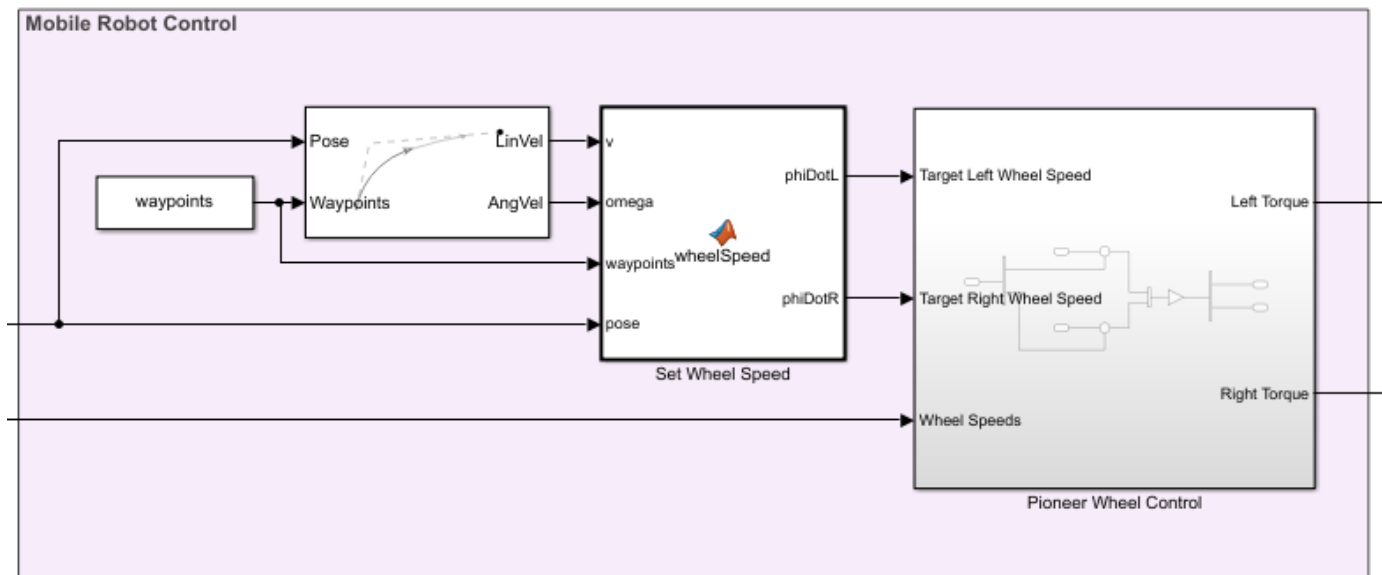 Mobile Robot Control
Pose
LinVel
waypoints
Waypoints
AngVel
v
omega
waypoints
pose
wheelSpeed
phiDotL
phiDotR
Set Wheel Speed
Target Left Wheel Speed
Target Right Wheel Speed
Wheel Speeds
Left Torque
Right Torque
Pioneer Wheel Control